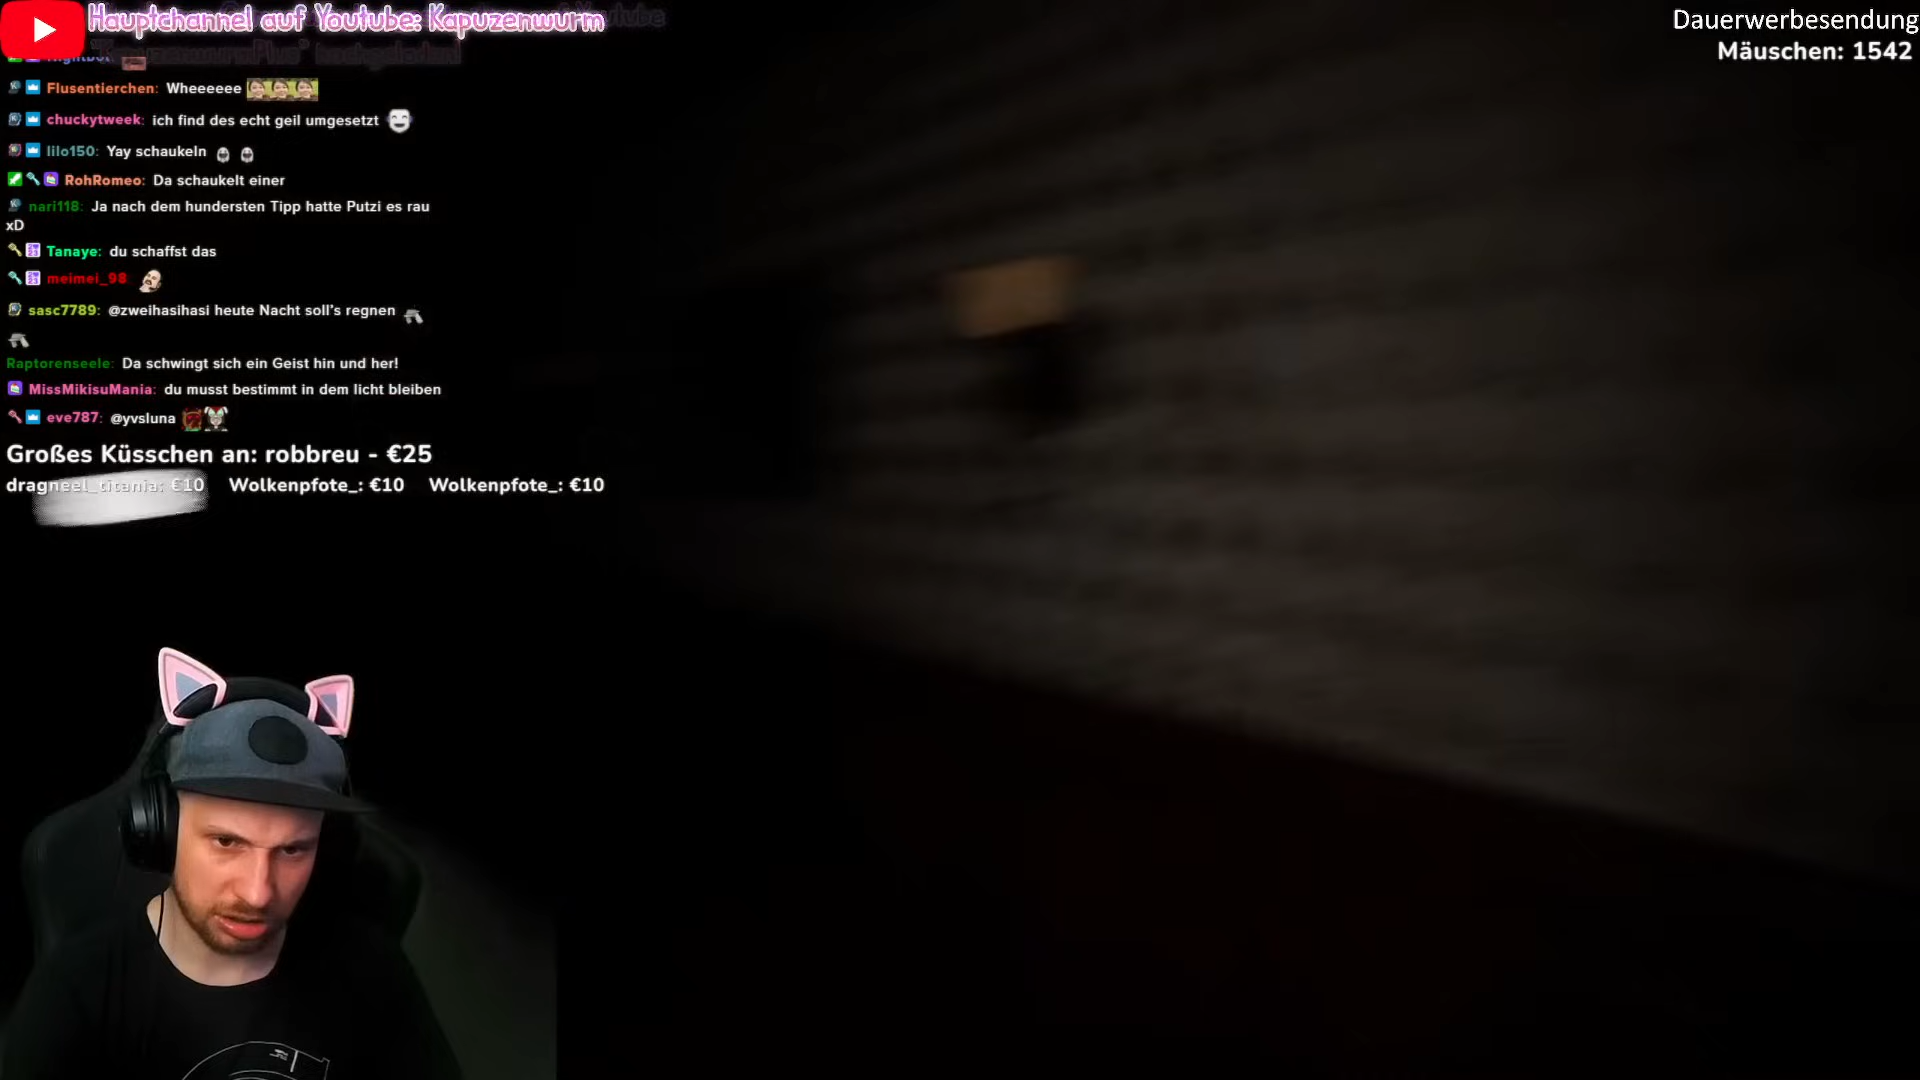 Hauptchannel auf Youtube: Kapuzenwurm
Dauerwerbesendung
Mäuschen: 1542
Flusentierchen: Wheeeeee
chuckytweek: ich find des echt geil umgesetzt
lilo150: Yay schaukeln
RohRomeo: Da schaukelt einer
nari118: Ja nach dem hundersten Tipp hatte Putzi es rau
xD
Tanaye: du schaffst das
meimei_98
sasc7789: @zweihasihasi heute Nacht soll's regnen
Raptorenseele: Da schwingt sich ein Geist hin und her!
MissMikisuMania: du musst bestimmt in dem licht bleiben
eve787: @yvsluna
Großes Küsschen an: robbreu - €25
dragneel_titania: €10 Wolkenpfote_: €10 Wolkenpfote_: €10